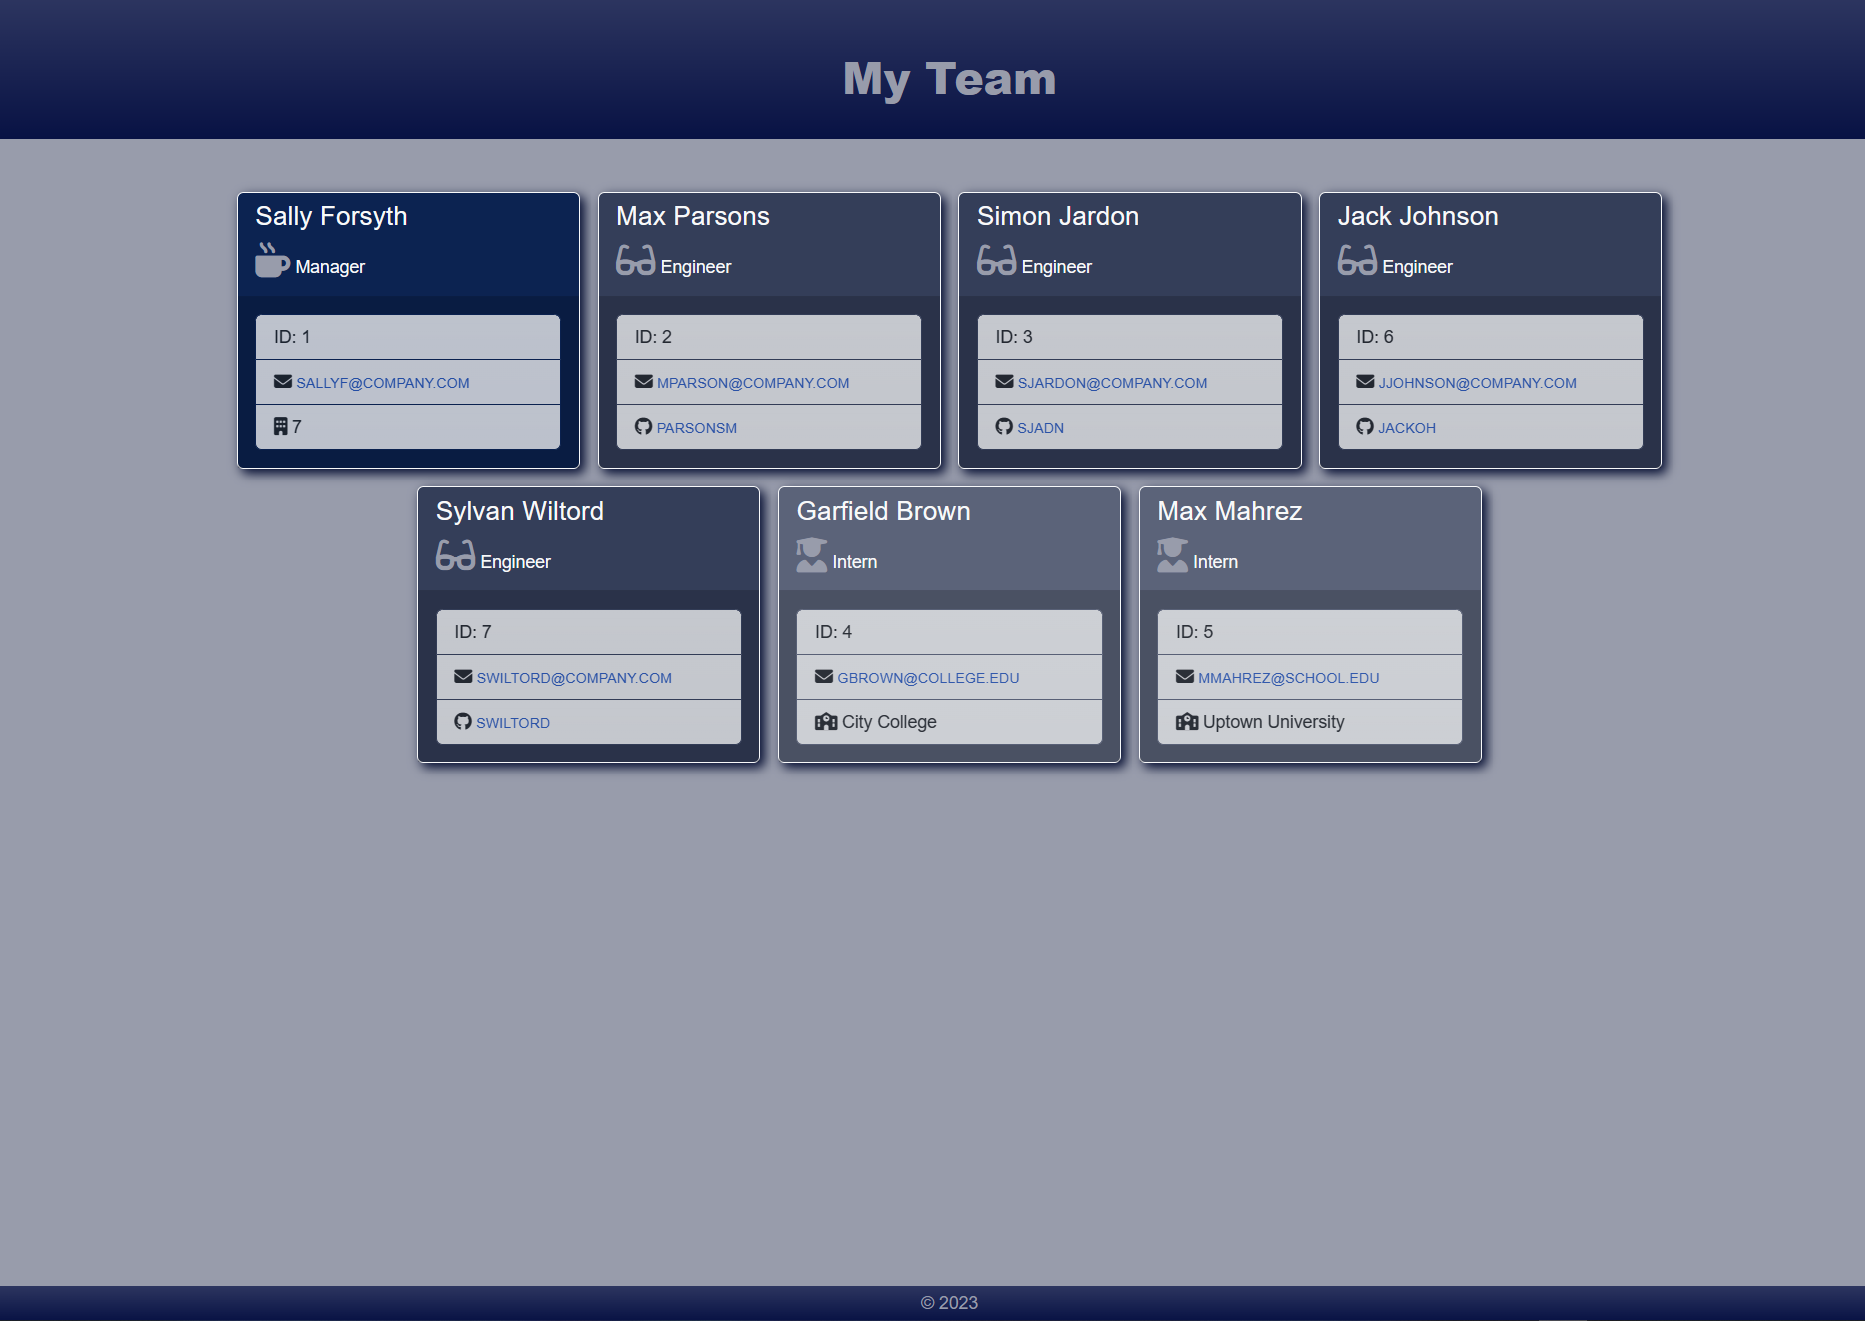 My Team
Sally Forsyth
Manager
ID: 1
SALLYF@COMPANY.COM
7
Max Parsons
Engineer
ID: 2
MPARSON@COMPANY.COM
PARSONSM
Simon Jardon
Engineer
ID: 3
SJARDON@COMPANY.COM
SJADN
Jack Johnson
Engineer
ID: 6
JJOHNSON@COMPANY.COM
JACKOH
Sylvan Wiltord
Engineer
ID: 7
SWILTORD@COMPANY.COM
SWILTORD
Garfield Brown
Intern
ID: 4
GBROWN@COLLEGE.EDU
City College
Max Mahrez
Intern
ID: 5
MMAHREZ@SCHOOL.EDU
Uptown University
© 2023